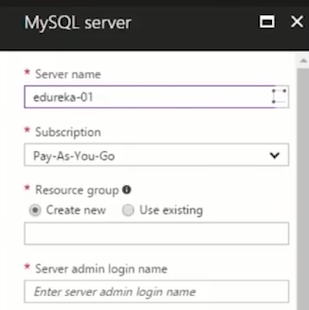 MySQL server
* Server name
edureka-01
* Subscription
Pay-As-You-Go
* Resource group
Create new Use existing
* Server admin login name
Enter server admin login name